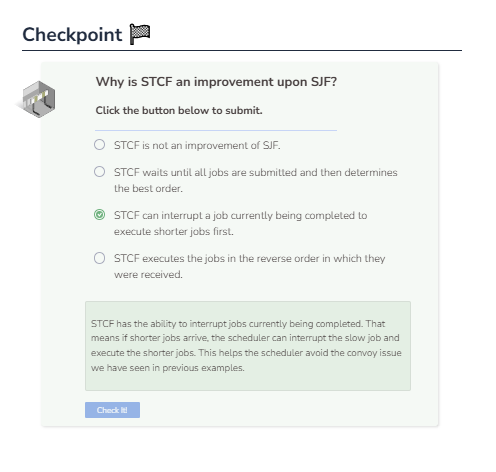 Checkpoint
Why is STCF an improvement upon SJF?
Click the button below to submit.
STCF is not an improvement of SJF.
STCF waits until all jobs are submitted and then determines
the best order.
STCF can interrupt a job currently being completed to
execute shorter jobs first.
STCF executes the jobs in the reverse order in which they
were received.
STCF has the ability to interrupt jobs currently being completed. That
means if shorter jobs arrive, the scheduler can interrupt the slow job and
execute the shorter jobs. This helps the scheduler avoid the convoy issue
we have seen in previous examples.
Check It!